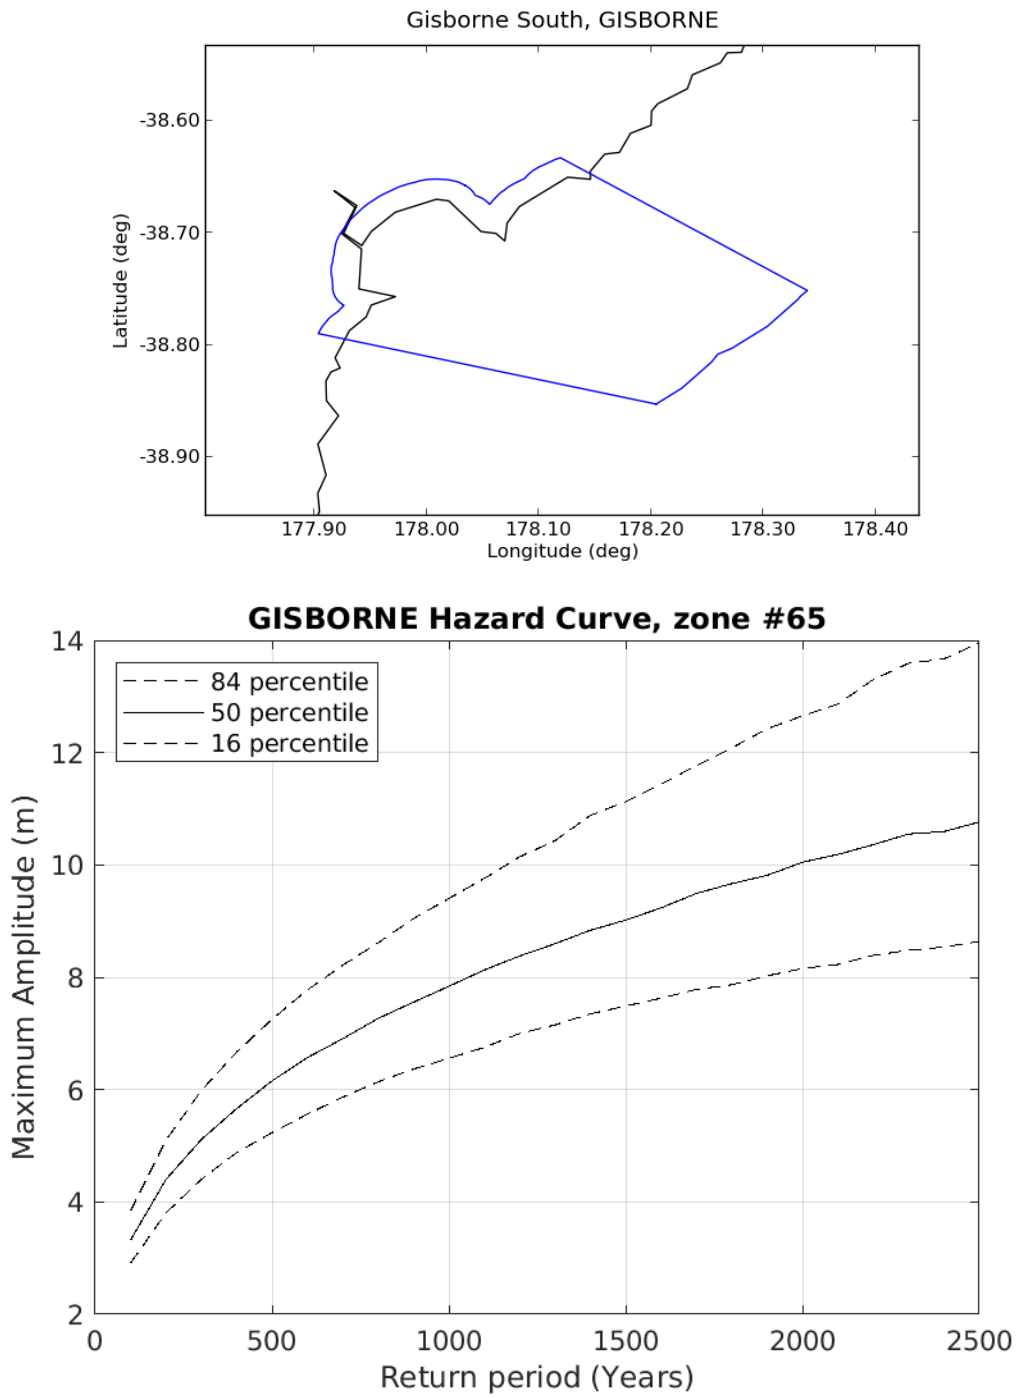 Gisborne South, GISBORNE
-38.60
-38.70
-38.80
-38.90
Latitude (deg)
177.90 178.00 178.10 178.20 178.30 178.40
Longitude (deg)
GISBORNE Hazard Curve, zone #65
84 percentile
50 percentile
16 percentile
14
12
10
8
6
4
2
Maximum Amplitude (m)
0 500 1000 1500 2000 2500
Return period (Years)